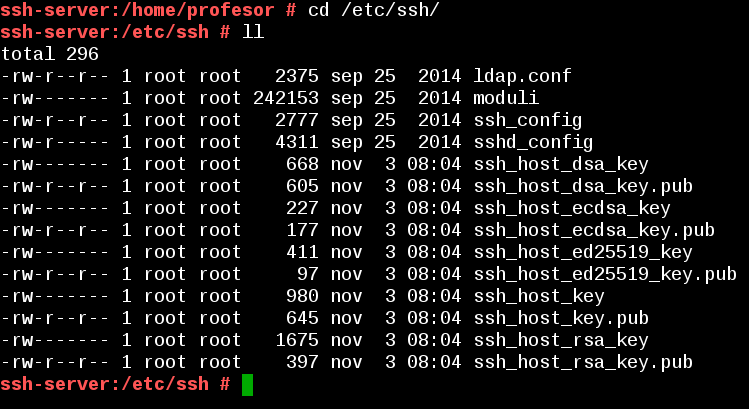 ssh-server:/home/profesor # cd /etc/ssh/
ssh-server:/etc/ssh # ll
total 296
-rw-r--r-- 1 root root   2375 sep 25  2014 ldap.conf
-rw------- 1 root root 242153 sep 25  2014 moduli
-rw-r--r-- 1 root root   2777 sep 25  2014 ssh_config
-rw-r----- 1 root root   4311 sep 25  2014 sshd_config
-rw------- 1 root root    668 nov  3 08:04 ssh_host_dsa_key
-rw-r--r-- 1 root root    605 nov  3 08:04 ssh_host_dsa_key.pub
-rw------- 1 root root    227 nov  3 08:04 ssh_host_ecdsa_key
-rw-r--r-- 1 root root    177 nov  3 08:04 ssh_host_ecdsa_key.pub
-rw------- 1 root root    411 nov  3 08:04 ssh_host_ed25519_key
-rw-r--r-- 1 root root     97 nov  3 08:04 ssh_host_ed25519_key.pub
-rw------- 1 root root    980 nov  3 08:04 ssh_host_key
-rw-r--r-- 1 root root    645 nov  3 08:04 ssh_host_key.pub
-rw------- 1 root root   1675 nov  3 08:04 ssh_host_rsa_key
-rw-r--r-- 1 root root    397 nov  3 08:04 ssh_host_rsa_key.pub
ssh-server:/etc/ssh #